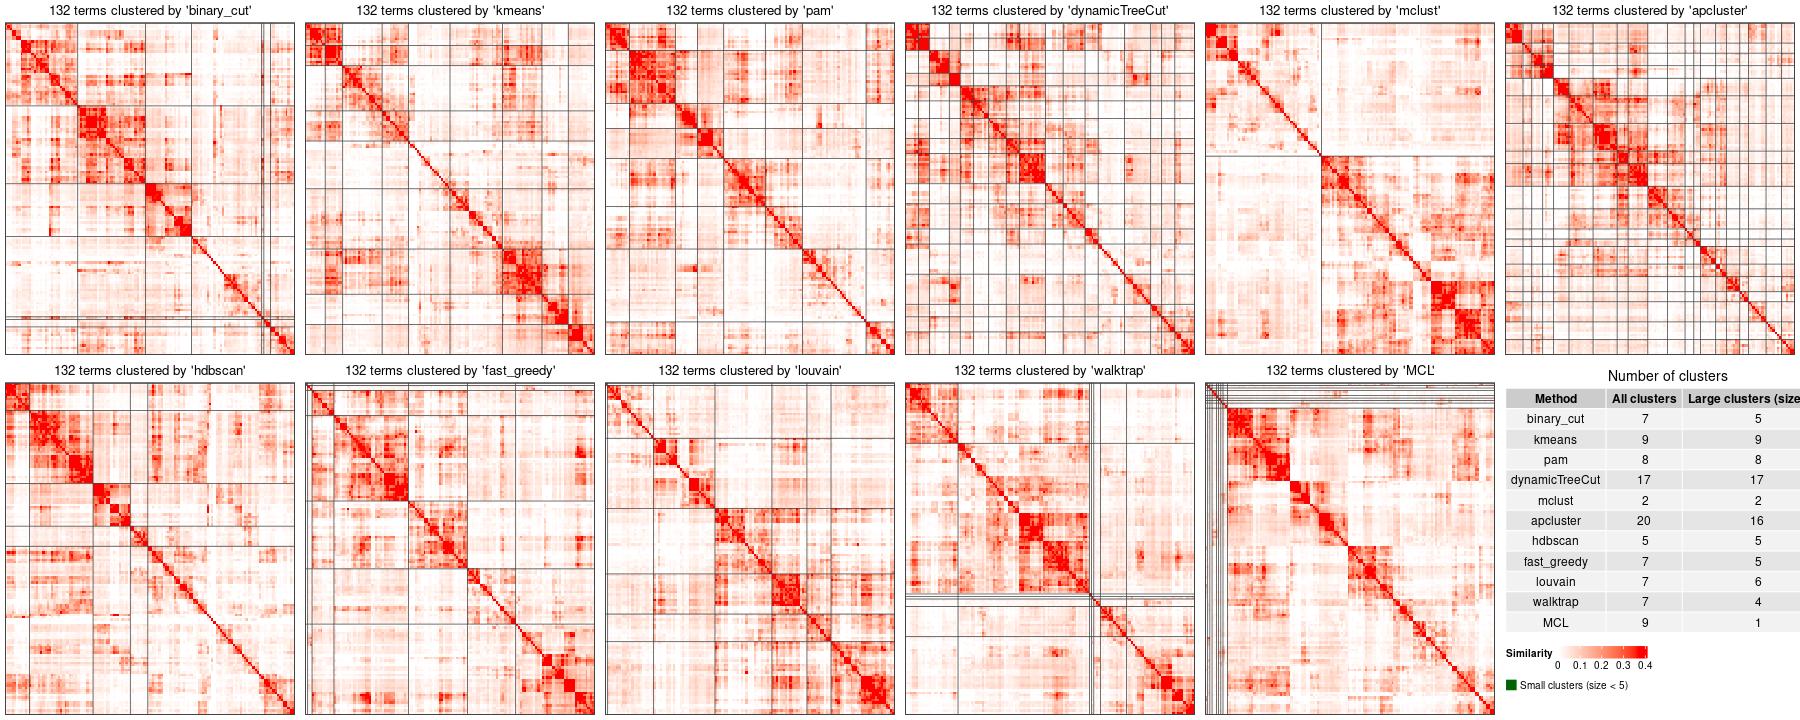 132 terms clustered by 'binary_cut'
132 terms clustered by 'kmeans'
132 terms clustered by 'pam'
132 terms clustered by 'dynamicTreeCut'
132 terms clustered by 'mclust'
132 terms clustered by 'apcluster'
132 terms clustered by 'hdbscan'
132 terms clustered by 'fast_greedy'
132 terms clustered by 'louvain'
132 terms clustered by 'walktrap'
132 terms clustered by 'MCL'
Number of clusters
Method All clusters Large clusters (size
binary_cut 7 5
kmeans 9 9
pam 8 8
dynamicTreeCut 17 17
mclust 2 2
apcluster 20 16
hdbscan 5 5
fast_greedy 7 5
louvain 7 6
walktrap 7 4
MCL 9 1
Similarity
0 0.1 0.2 0.3 0.4
Small clusters (size < 5)